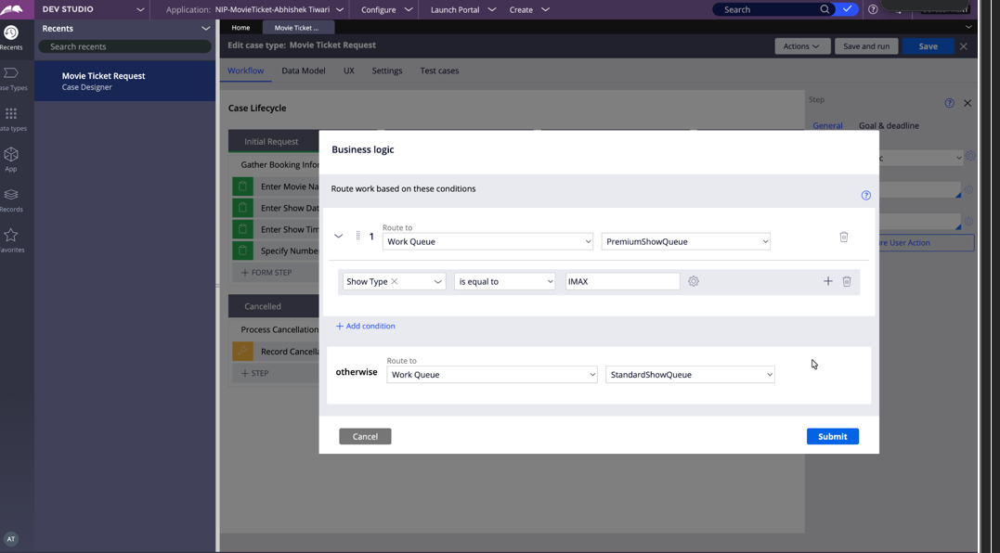 DEV STUDIO
Application: NIP-MovieTicket-Abhishek Tiwari
Configure
Launch Portal
Create
Search
Recents
Recents
Search recents
Movie Ticket Request
Case Designer
ase Types
ata types
App
Records
avorites
AT
Home
Movie Ticket ...
Edit case type: Movie Ticket Request
Actions
Save and run
Save
Workflow
Data Model
UX
Settings
Test cases
Case Lifecycle
Step
General
Goal & deadline
Initial Request
Gather Booking Infor
Enter Movie Na
Enter Show Dat
Enter Show Tim
Specify Number
+ FORM STEP
Cancelled
Process Cancellation
Record Cancella
+ STEP
c
re User Action
Business logic
Route work based on these conditions
1
Route to
Work Queue
PremiumShowQueue
Show Type
is equal to
IMAX
+ Add condition
otherwise
Route to
Work Queue
StandardShowQueue
Cancel
Submit